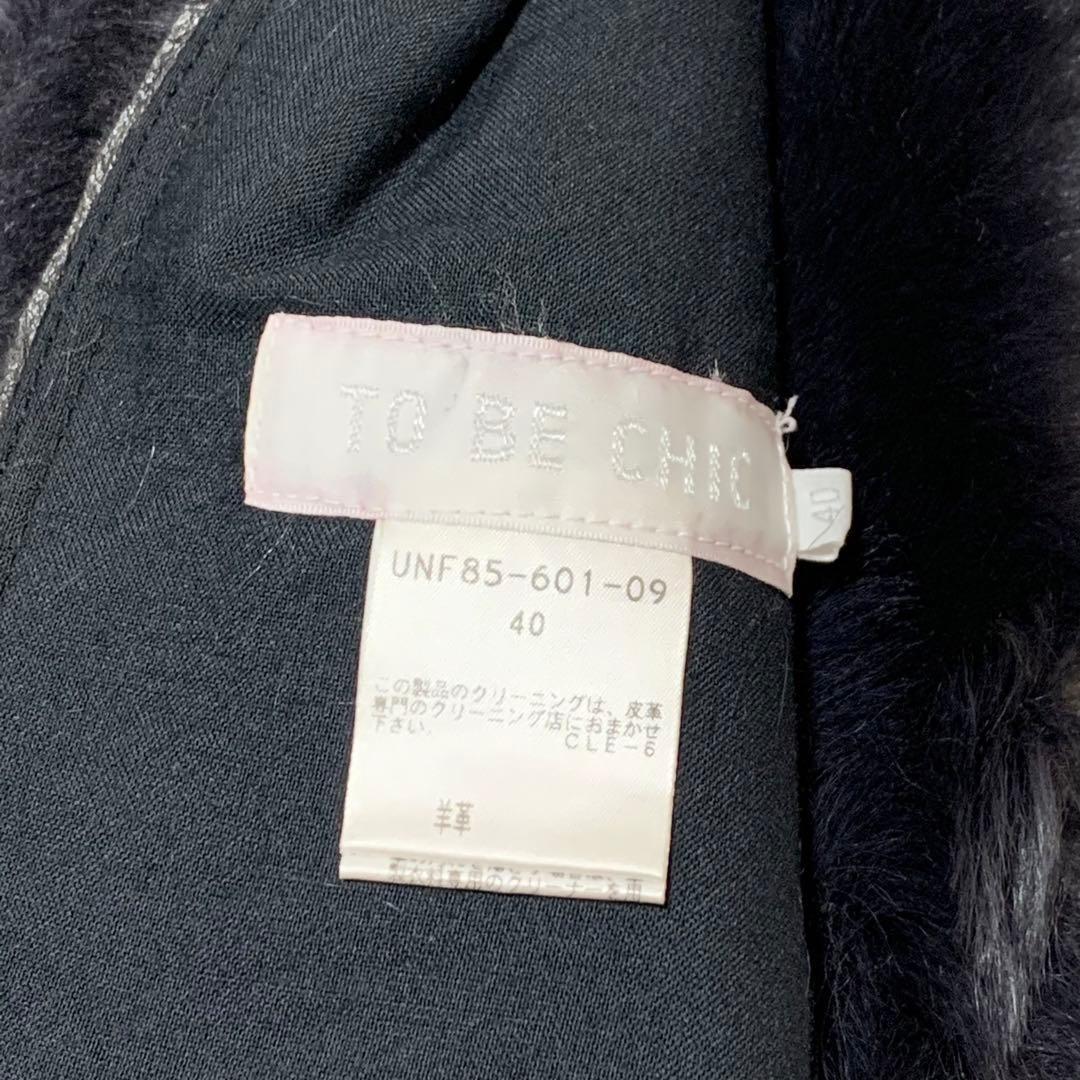 TO BE CHIC
40
UNF85-601-09
40
この製品のクリーニングは、皮革
専門のクリーニング店におまかせ
下さい。
CLE-6
羊革